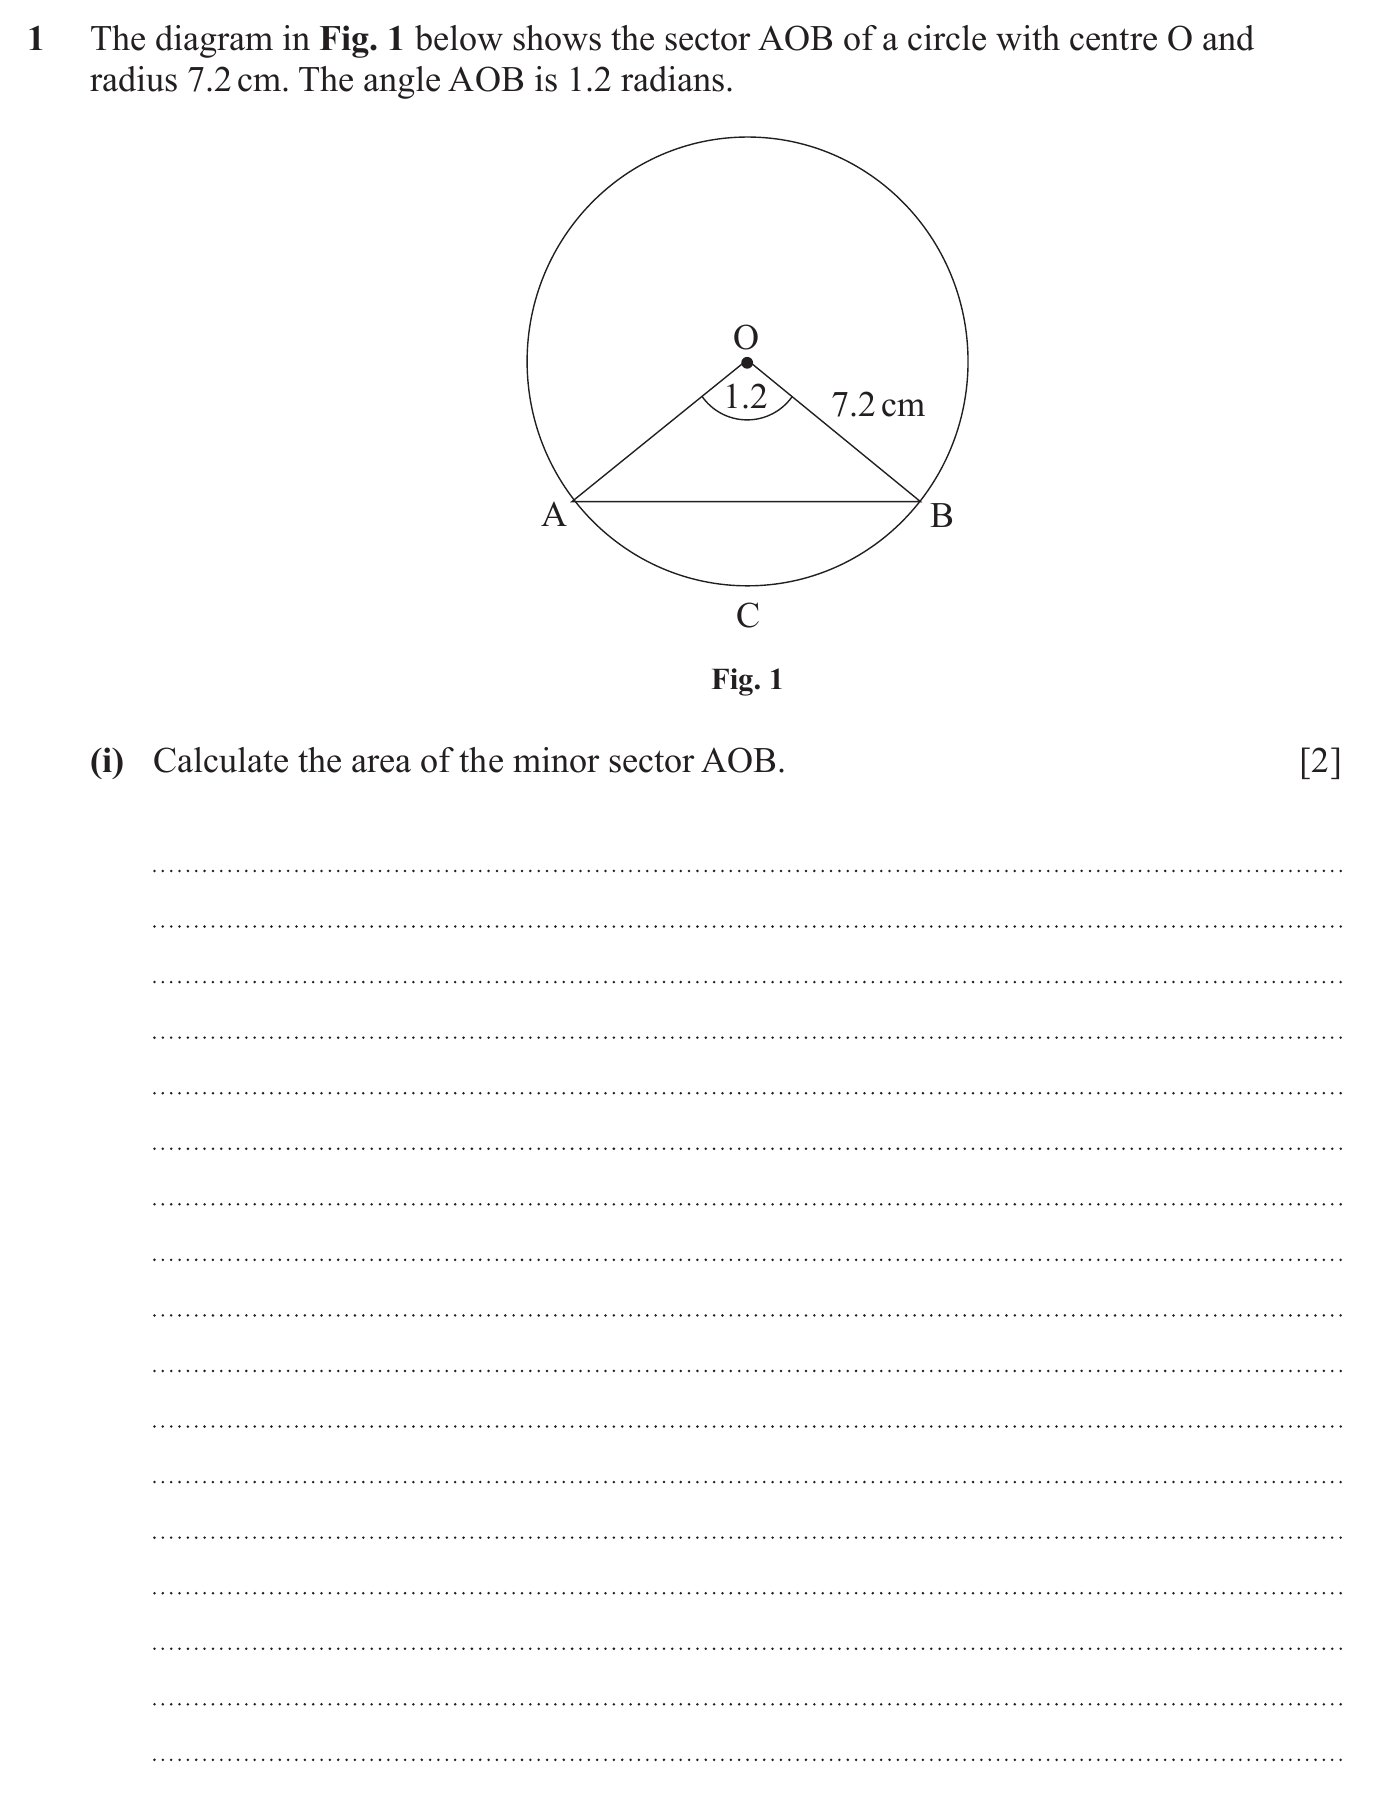 1 The diagram in Fig. 1 below shows the sector AOB of a circle with centre O and
radius 7.2 cm. The angle AOB is 1.2 radians.
O
1.2
7.2 cm
A
B
C
Fig. 1
(i) Calculate the area of the minor sector AOB. [2]